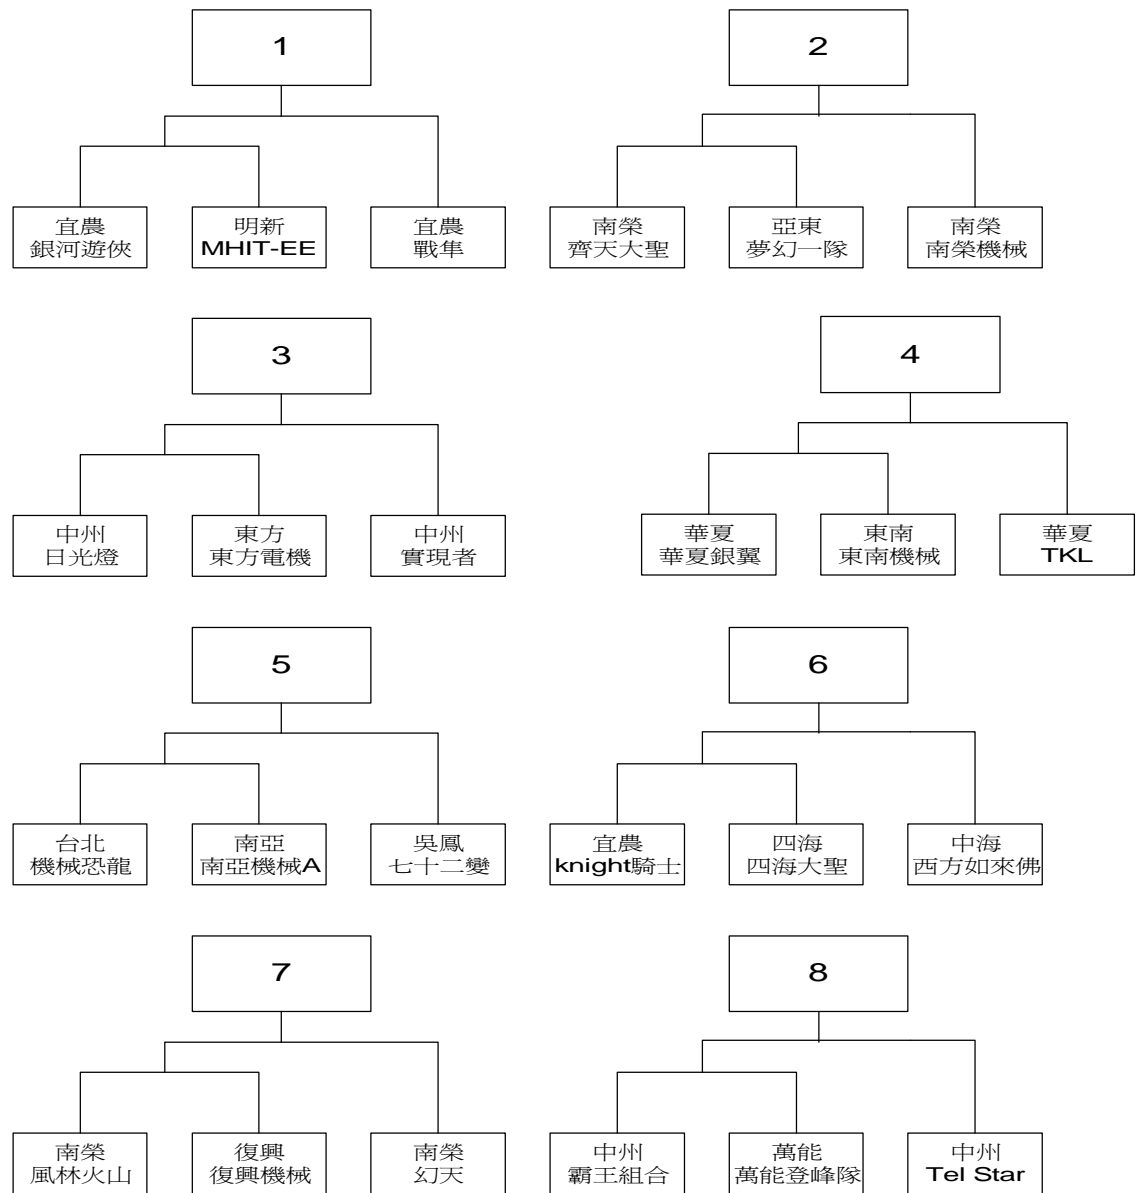 1
宜農
銀河遊俠
明新
MHIT-EE
宜農
戰隼
2
南榮
齊天大聖
亞東
夢幻一隊
南榮
南榮機械
3
中州
日光燈
東方
東方電機
中州
實現者
4
華夏
華夏銀翼
東南
東南機械
華夏
TKL
5
台北
機械恐龍
南亞
南亞機械A
吳鳳
七十二變
6
宜農
knight騎士
四海
四海大聖
中海
西方如來佛
7
南榮
風林火山
復興
復興機械
南榮
幻天
8
中州
霸王組合
萬能
萬能登峰隊
中州
Tel Star